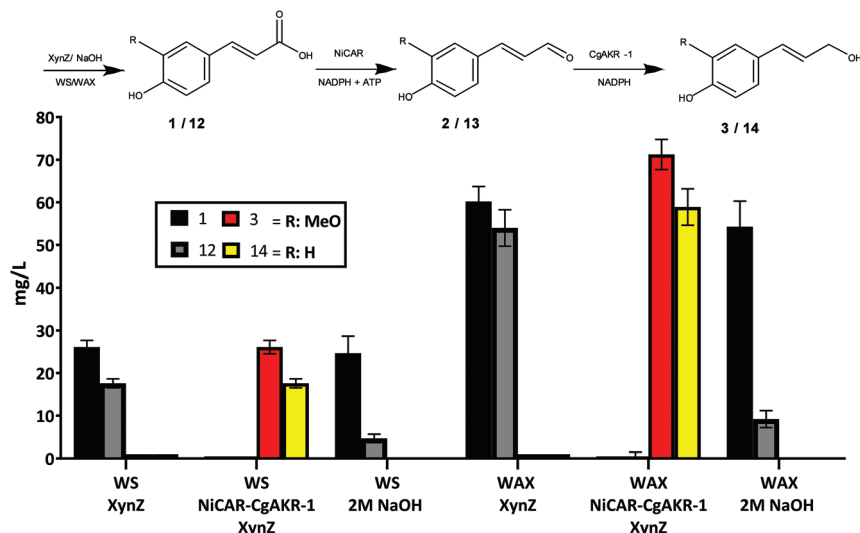 R
O
OH
HO
1 / 12
XynZ/ NaOH
WS/WAX
NiCAR
NADPH + ATP
R
O
HO
2 / 13
CgAKR -1
NADPH
R
OH
HO
3 / 14
80
70
60
50
40
30
20
10
0
mg/L
1 3 = R: MeO
12 14 = R: H
WS
XynZ
WS
NiCAR-CgAKR-1
XynZ
WS
2M NaOH
WAX
XynZ
WAX
NiCAR-CgAKR-1
XynZ
WAX
2M NaOH